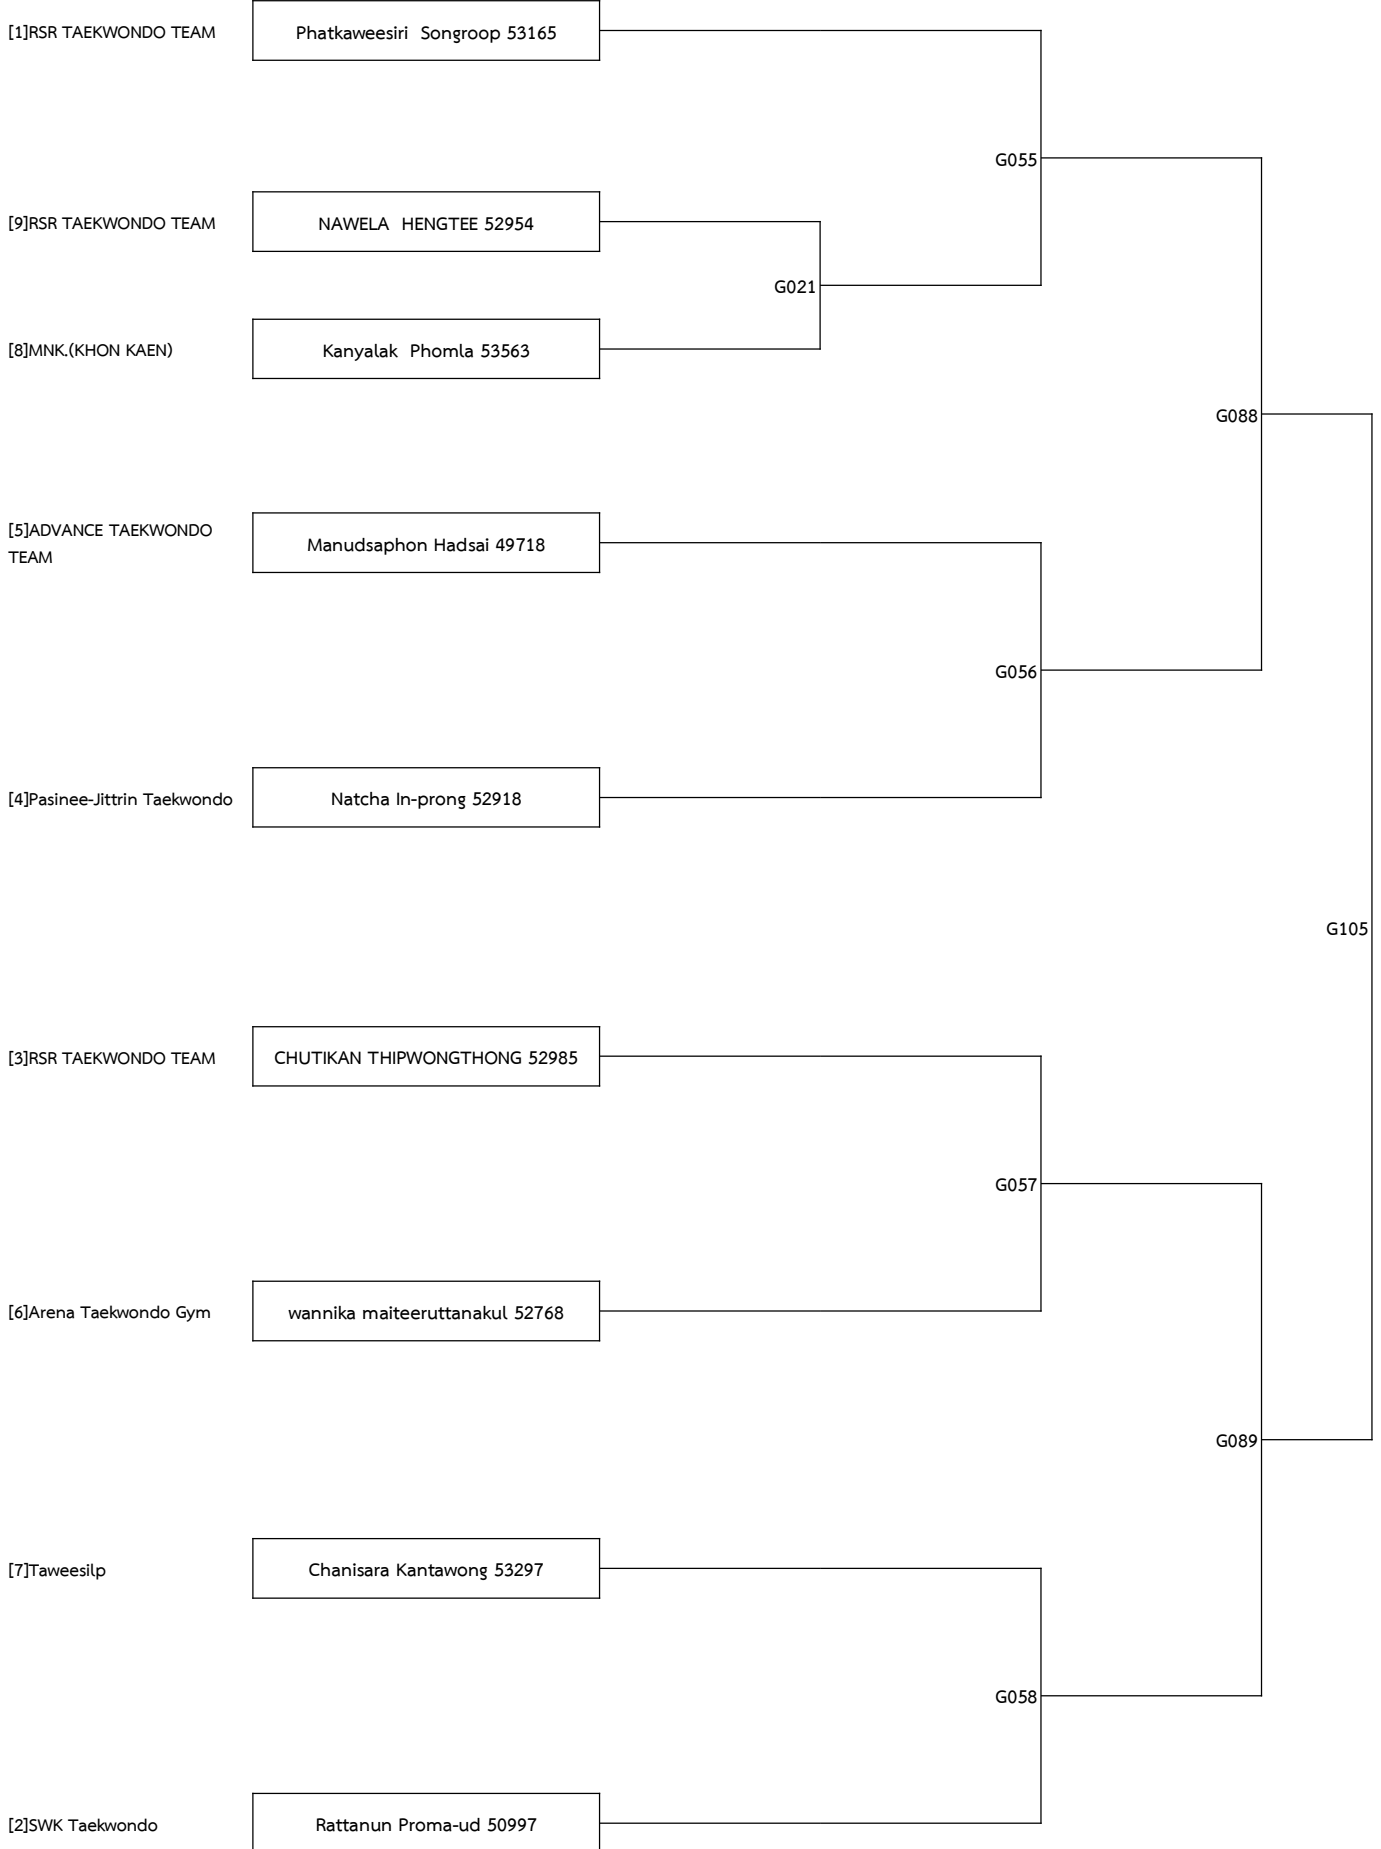 [1]RSR TAEKWONDO TEAM
Phatkaweesiri  Songroop 53165
G055
[9]RSR TAEKWONDO TEAM
NAWELA  HENGTEE 52954
G021
[8]MNK.(KHON KAEN)
Kanyalak  Phomla 53563
G088
[5]ADVANCE TAEKWONDO
TEAM
Manudsaphon Hadsai 49718
G056
[4]Pasinee-Jittrin Taekwondo
Natcha In-prong 52918
G105
[3]RSR TAEKWONDO TEAM
CHUTIKAN THIPWONGTHONG 52985
G057
[6]Arena Taekwondo Gym
wannika maiteeruttanakul 52768
G089
[7]Taweesilp
Chanisara Kantawong 53297
G058
[2]SWK Taekwondo
Rattanun Proma-ud 50997